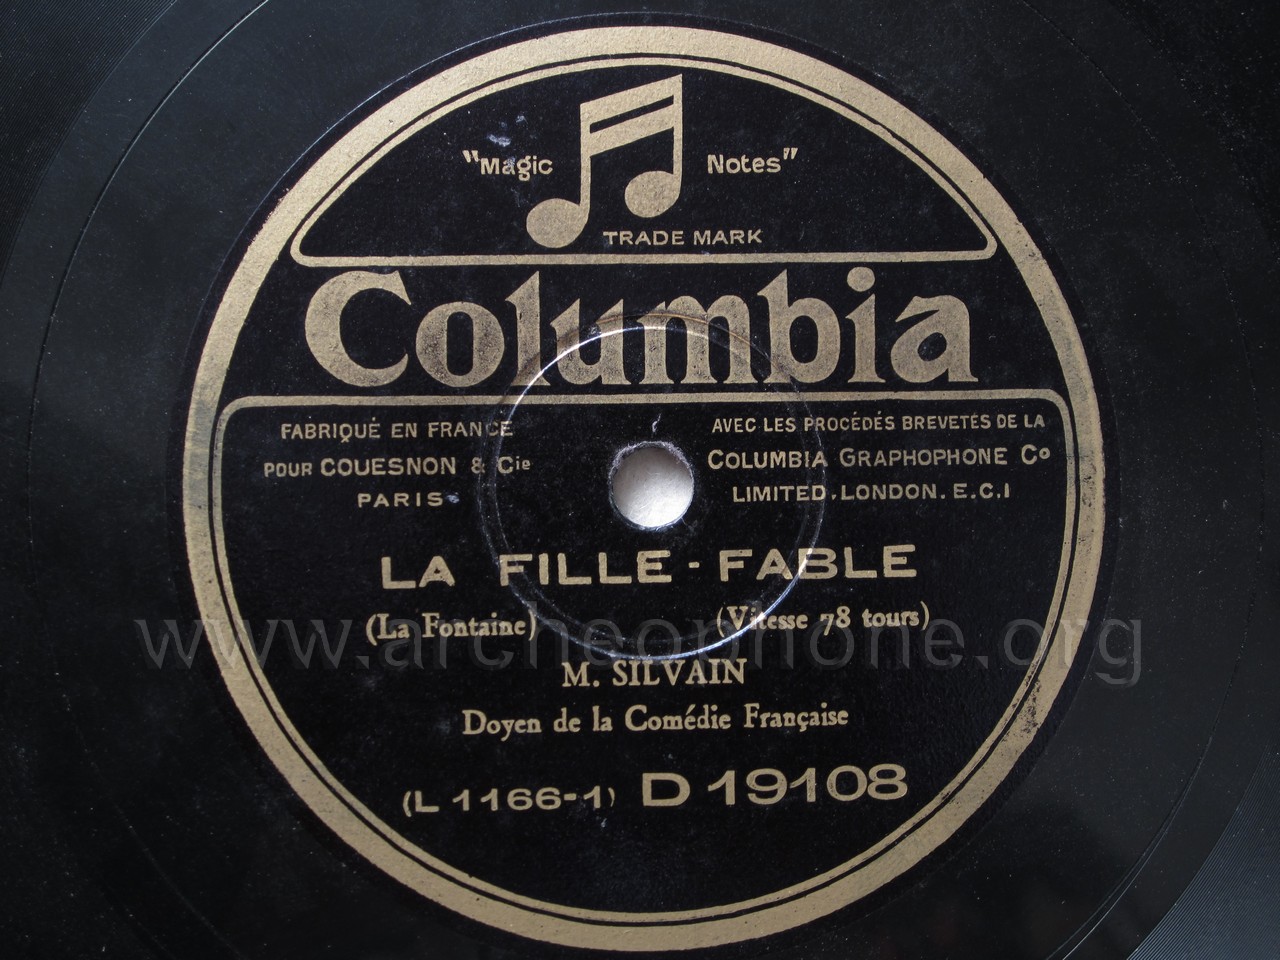 "Magic Notes"
TRADE MARK
Columbia
FABRIQUÉ EN FRANCE
POUR COUESNON & Cie
PARIS
AVEC LES PROCÉDÉS BREVETÉS DE LA
COLUMBIA GRAPHOPHONE Co
LIMITED. LONDON. E.C.1
LA FILLE - FABLE
(La Fontaine) (Vitesse 78 tours)
www.archeophone.org
M. SILVAIN
Doyen de la Comédie Française
(L 1166-1) D 19108